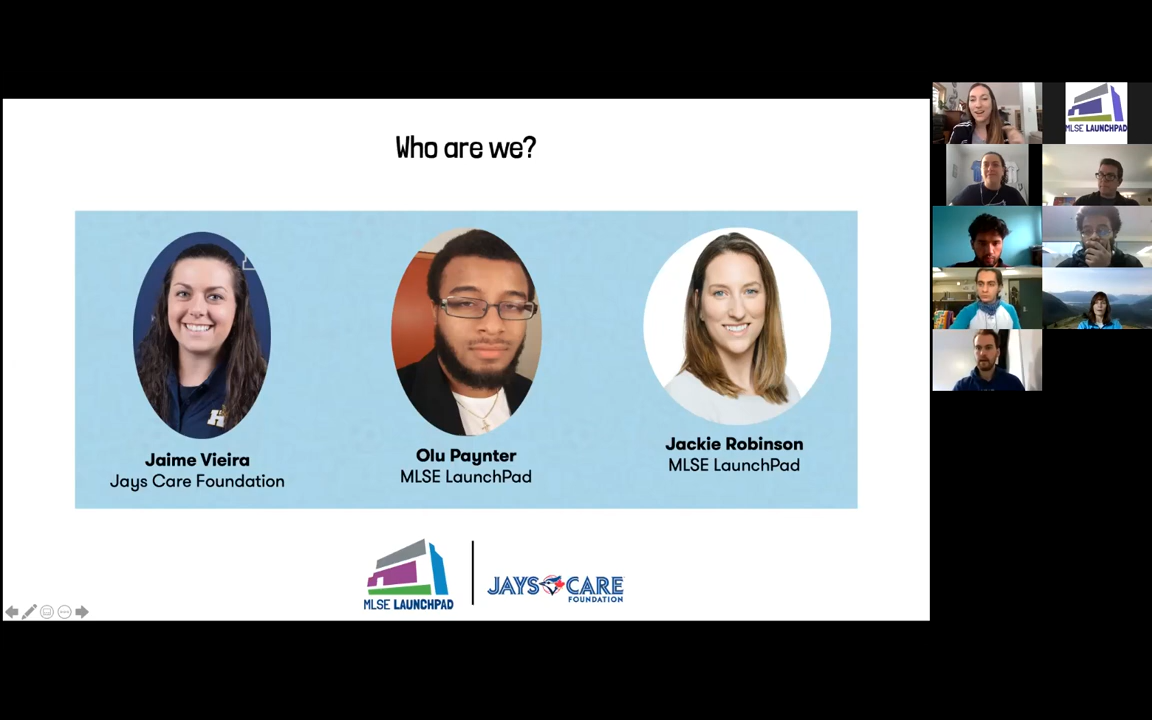 Who are we?
MLSE LAUNCHPAD
H
Jaime Vieira
Jays Care Foundation
Olu Paynter
MLSE LaunchPad
Jackie Robinson
MLSE LaunchPad
MLSE LAUNCHPAD
JAYS CARE
FOUNDATION